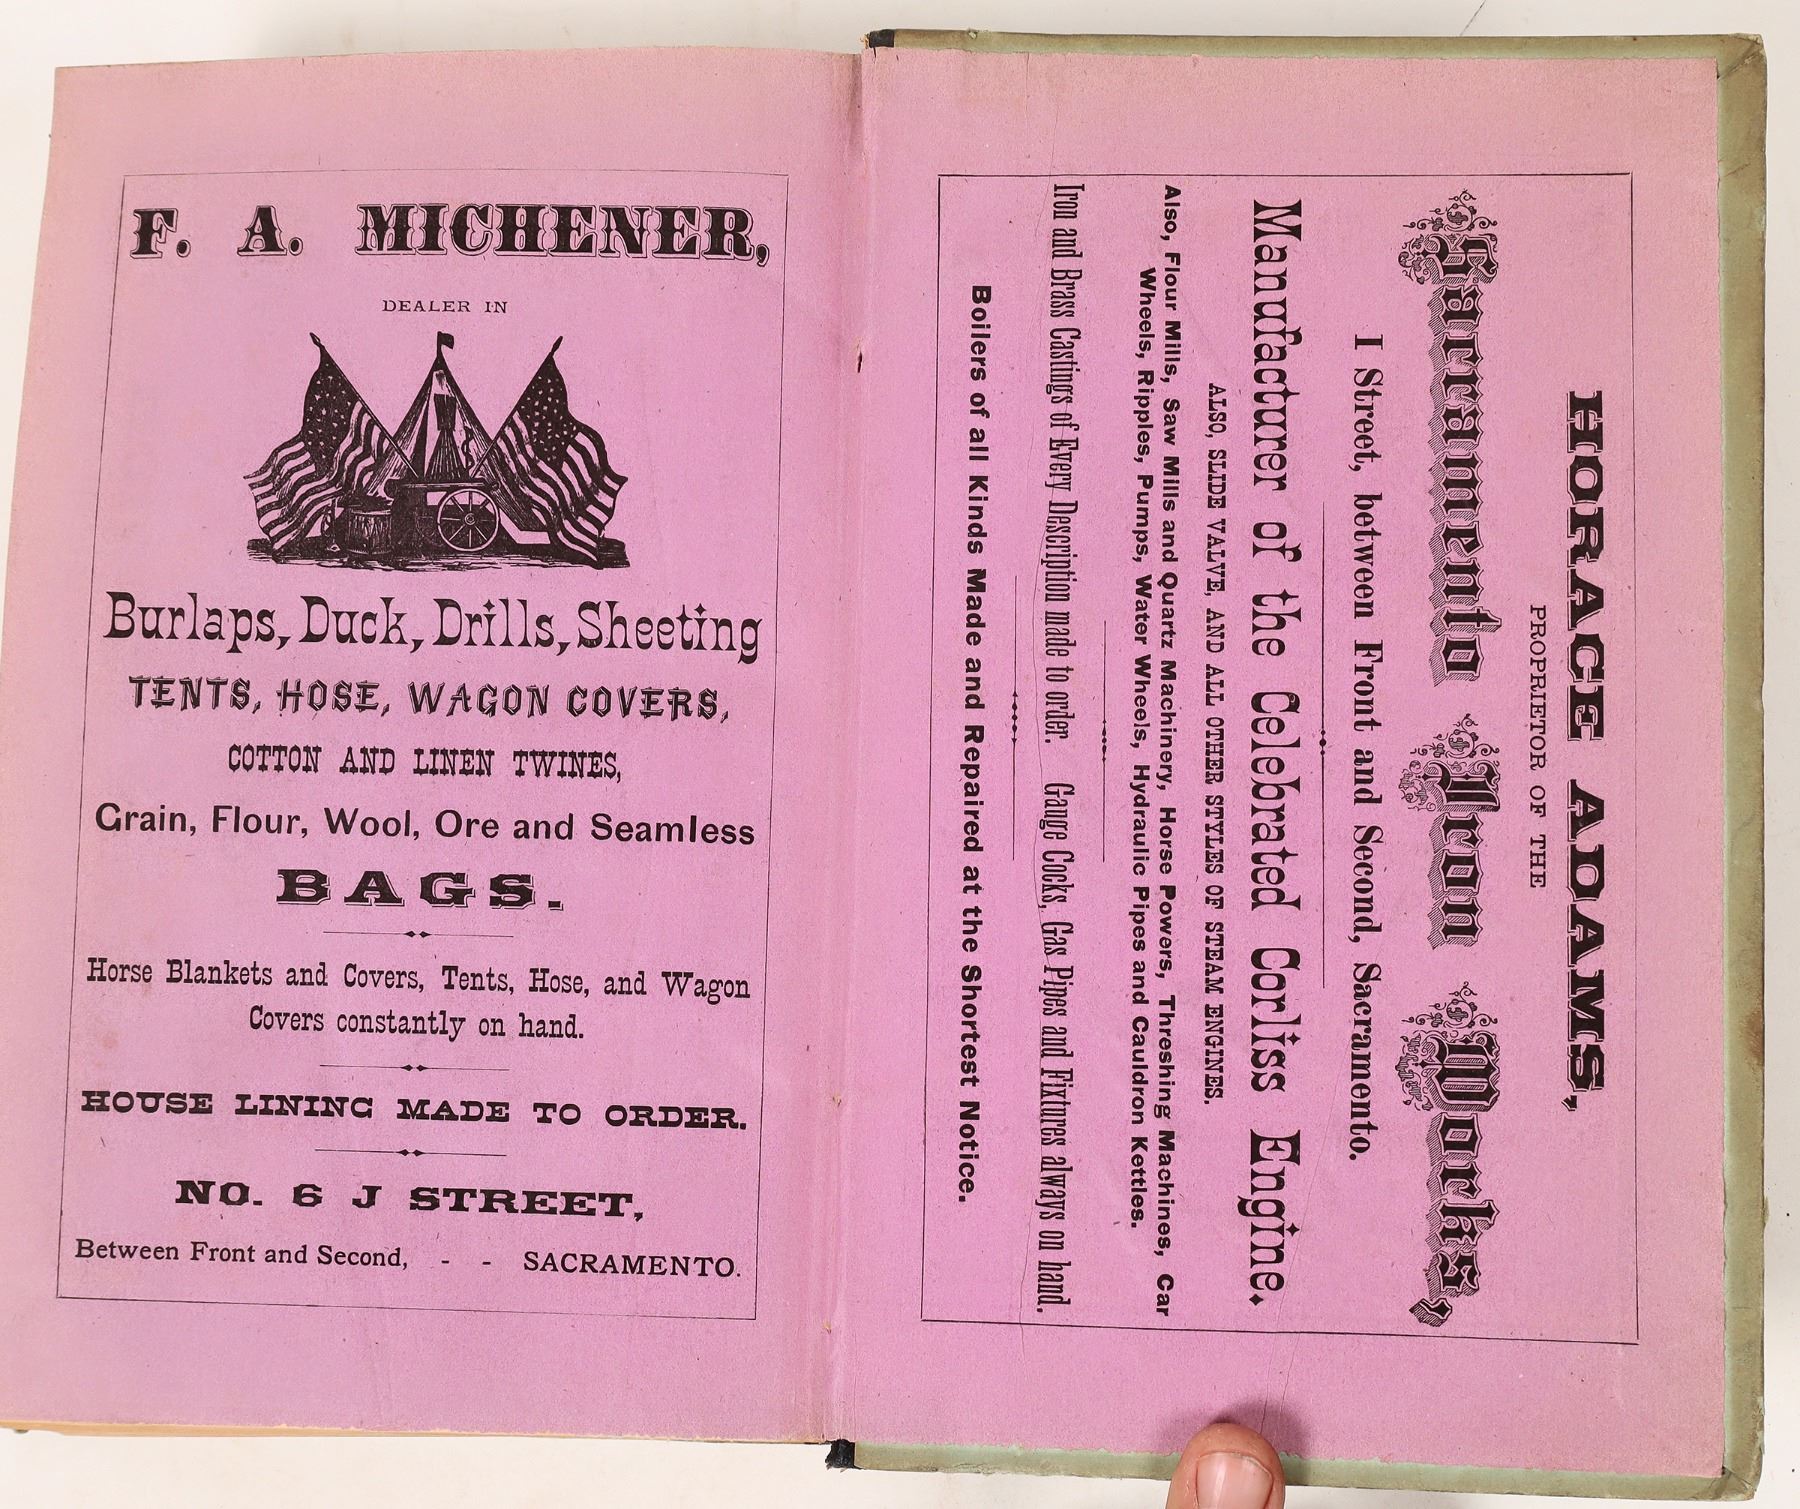 F. A. MICHENER,
DEALER IN
Burlaps, Duck, Drills, Sheeting
TENTS, HOSE, WAGON COVERS,
COTTON AND LINEN TWINES,
Grain, Flour, Wool, Ore and Seamless
BAGS.
Horse Blankets and Covers, Tents, Hose, and Wagon
Covers constantly on hand.
HOUSE LINING MADE TO ORDER.
NO. 6 J STREET,
Between Front and Second, - - SACRAMENTO.
HORACE ADAMS,
PROPRIETOR OF THE
Sacramento Iron Works,
I Street, between Front and Second, Sacramento.
Manufacturer of the Celebrated Corliss Engine.
ALSO, SLIDE VALVE, AND ALL OTHER STYLES OF STEAM ENGINES.
Also, Flour Mills, Saw Mills and Quartz Machinery, Horse Powers, Threshing Machines, Car
Wheels, Ripples, Pumps, Water Wheels, Hydraulic Pipes and Cauldron Kettles.
Iron and Brass Castings of Every Description made to order. Gauge Cocks, Gas Pipes and Fixtures always on hand.
Boilers of all Kinds Made and Repaired at the Shortest Notice.